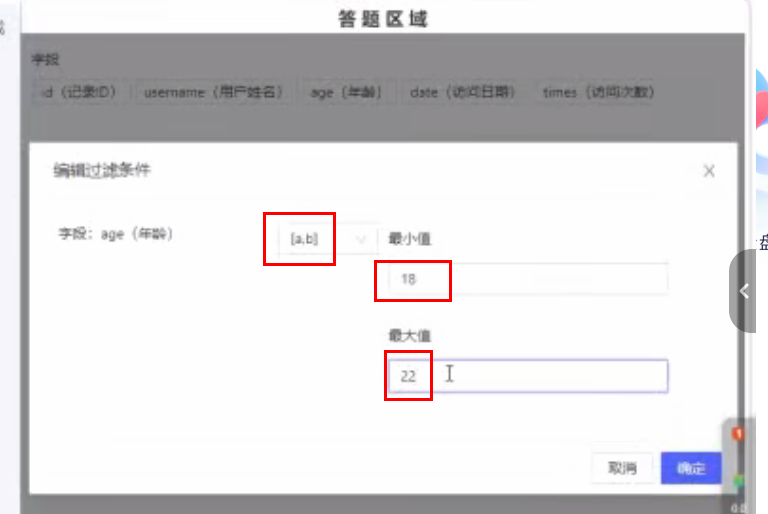 答题区域
字段
id（记录ID） username（用户姓名） age（年龄） date（访问日期） times（访问次数）
编辑过滤条件 X
字段：age（年龄） [a,b] 最小值
18
最大值
22
取消 确定